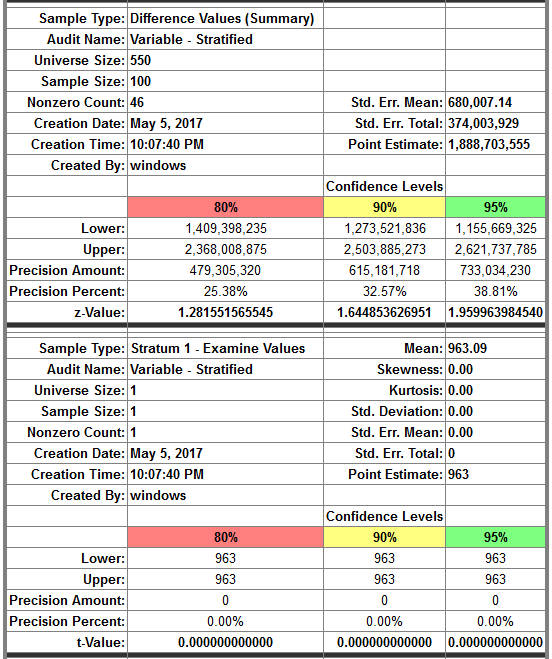 Sample Type: Difference Values (Summary)
Audit Name: Variable - Stratified
Universe Size: 550
Sample Size: 100
Nonzero Count: 46 Std. Err. Mean: 680,007.14
Creation Date: May 5, 2017 Std. Err. Total: 374,003,929
Creation Time: 10:07:40 PM Point Estimate: 1,888,703,555
Created By: windows
Confidence Levels
80% 90% 95%
Lower: 1,409,398,235 1,273,521,836 1,155,669,325
Upper: 2,368,008,875 2,503,885,273 2,621,737,785
Precision Amount: 479,305,320 615,181,718 733,034,230
Precision Percent: 25.38% 32.57% 38.81%
z-Value: 1.281551565545 1.644853626951 1.959963984540
Sample Type: Stratum 1 - Examine Values Mean: 963.09
Audit Name: Variable - Stratified Skewness: 0.00
Universe Size: 1 Kurtosis: 0.00
Sample Size: 1 Std. Deviation: 0.00
Nonzero Count: 1 Std. Err. Mean: 0.00
Creation Date: May 5, 2017 Std. Err. Total: 0
Creation Time: 10:07:40 PM Point Estimate: 963
Created By: windows
Confidence Levels
80% 90% 95%
Lower: 963 963 963
Upper: 963 963 963
Precision Amount: 0 0 0
Precision Percent: 0.00% 0.00% 0.00%
t-Value: 0.000000000000 0.000000000000 0.000000000000